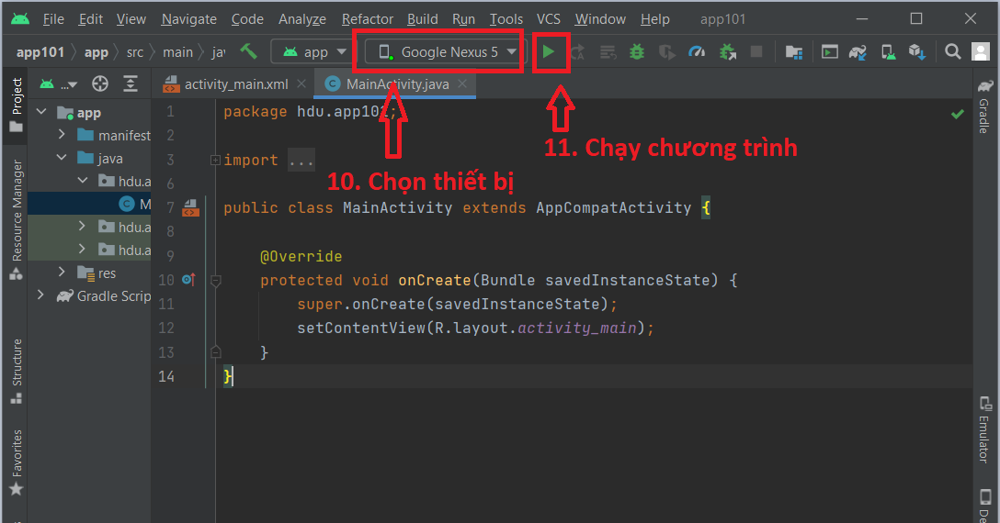 File Edit View Navigate Code Analyze Refactor Build Run Tools VCS Window Help app101
app101 app src main ja app Google Nexus 5
Project
Resource Manager
Structure
Favorites
...
app
manifest
java
hdu.a
M
hdu.a
hdu.a
res
Gradle Scrip
activity_main.xml MainActivity.java
1 package hdu.app101;
2
3 import ...
6
7 public class MainActivity extends AppCompatActivity {
8
9 @Override
10 protected void onCreate(Bundle savedInstanceState) {
11 super.onCreate(savedInstanceState);
12 setContentView(R.layout.activity_main);
13 }
14 }
10. Chọn thiết bị
11. Chạy chương trình
Gradle
Emulator
De